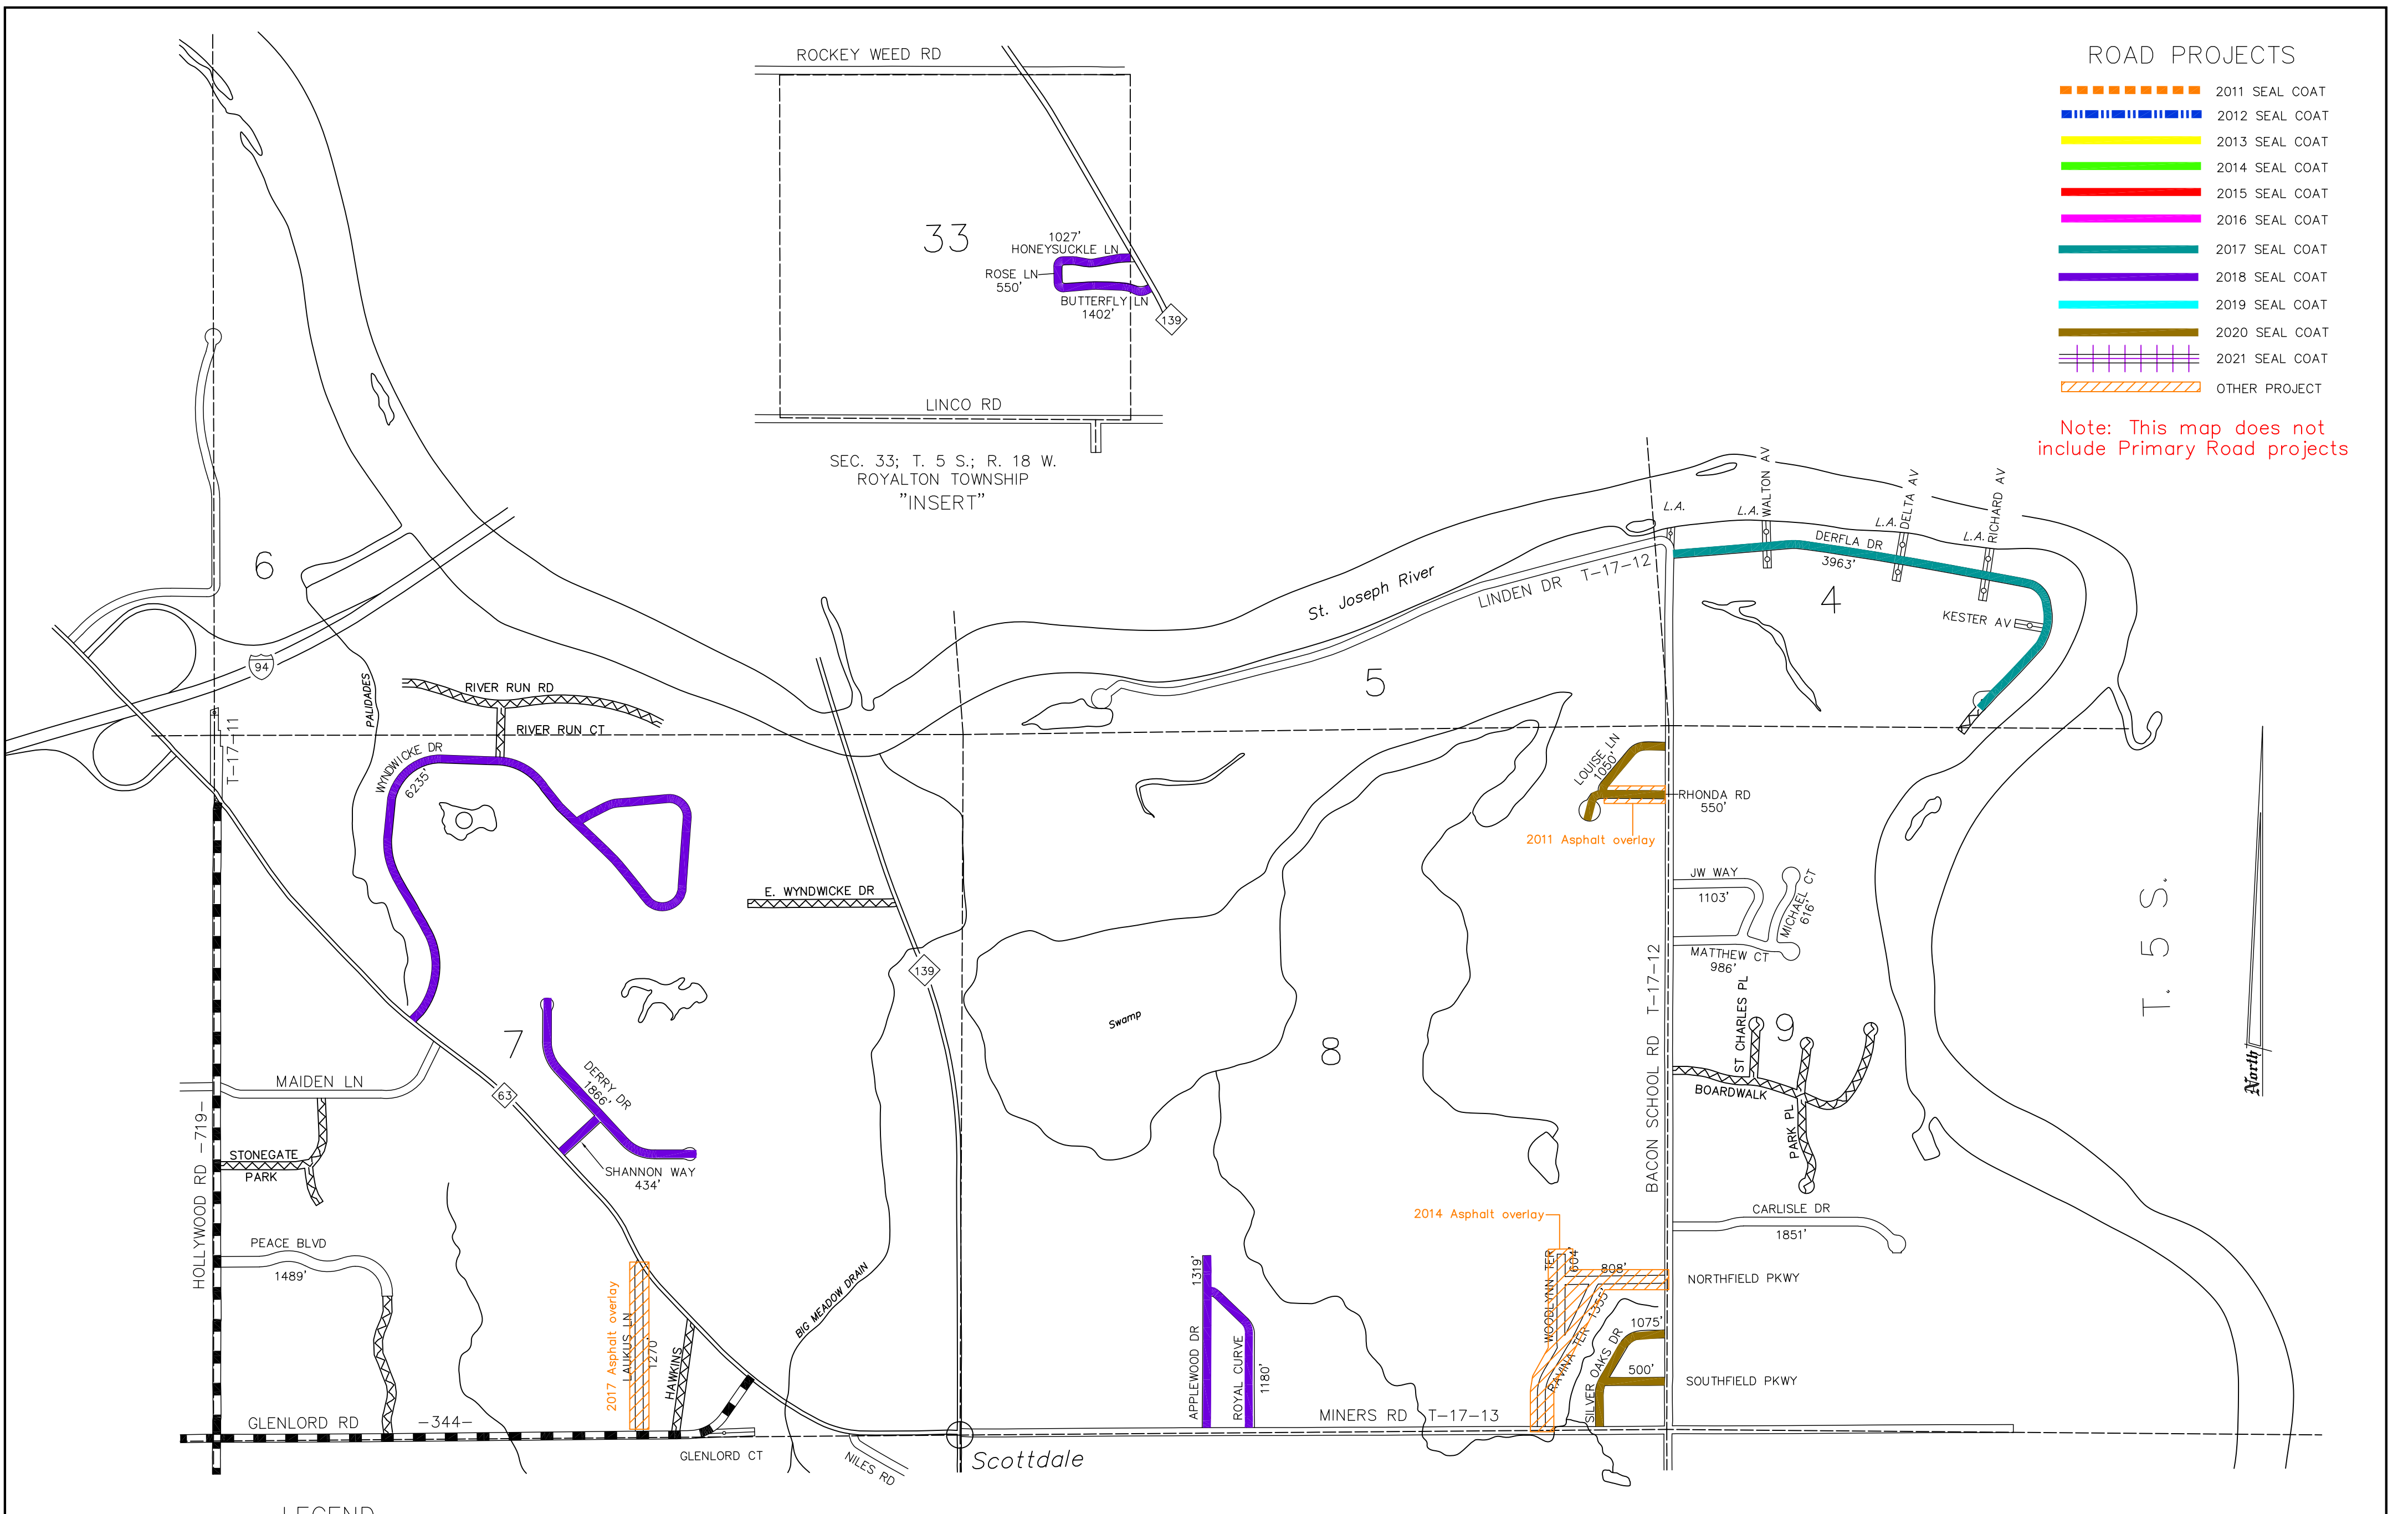 ROCKEY WEED RD
33
1027'
HONEYSUCKLE LN
ROSE LN
550'
BUTTERFLY LN
1402'
139
LINCO RD
SEC. 33; T. 5 S.; R. 18 W.
ROYALTON TOWNSHIP
"INSERT"
ROAD PROJECTS
2011 SEAL COAT
2012 SEAL COAT
2013 SEAL COAT
2014 SEAL COAT
2015 SEAL COAT
2016 SEAL COAT
2017 SEAL COAT
2018 SEAL COAT
2019 SEAL COAT
2020 SEAL COAT
2021 SEAL COAT
OTHER PROJECT
Note: This map does not
include Primary Road projects
6
94
T-17-11
PALIDADES
RIVER RUN RD
RIVER RUN CT
WYNDWICKE DR
6235'
E. WYNDWICKE DR
139
St. Joseph River
LINDEN DR T-17-12
5
L.A.
L.A.
WALTON AV
L.A.
DELTA AV
L.A.
RICHARD AV
DERFLA DR
3963'
4
KESTER AV
LOUISE LN
1050'
RHONDA RD
550'
2011 Asphalt overlay
JW WAY
1103'
MICHAEL CT
616'
MATTHEW CT
986'
ST CHARLES PL
9
BOARDWALK
PARK PL
BACON SCHOOL RD T-17-12
T. 5 S.
North
Swamp
8
7
63
DERRY DR
1866'
SHANNON WAY
434'
MAIDEN LN
STONEGATE
PARK
HOLLYWOOD RD -719-
PEACE BLVD
1489'
2017 Asphalt overlay
LAUKUS LN
1270'
HAWKINS
BIG MEADOW DRAIN
GLENLORD RD -344-
GLENLORD CT
NILES RD
Scottdale
APPLEWOOD DR 1319'
ROYAL CURVE
1180'
MINERS RD T-17-13
2014 Asphalt overlay
WOODLYNN TER
604'
808'
RAVINA TER 1355'
NORTHFIELD PKWY
CARLISLE DR
1851'
SILVER OAKS DR
1075'
500'
SOUTHFIELD PKWY
LEGEND